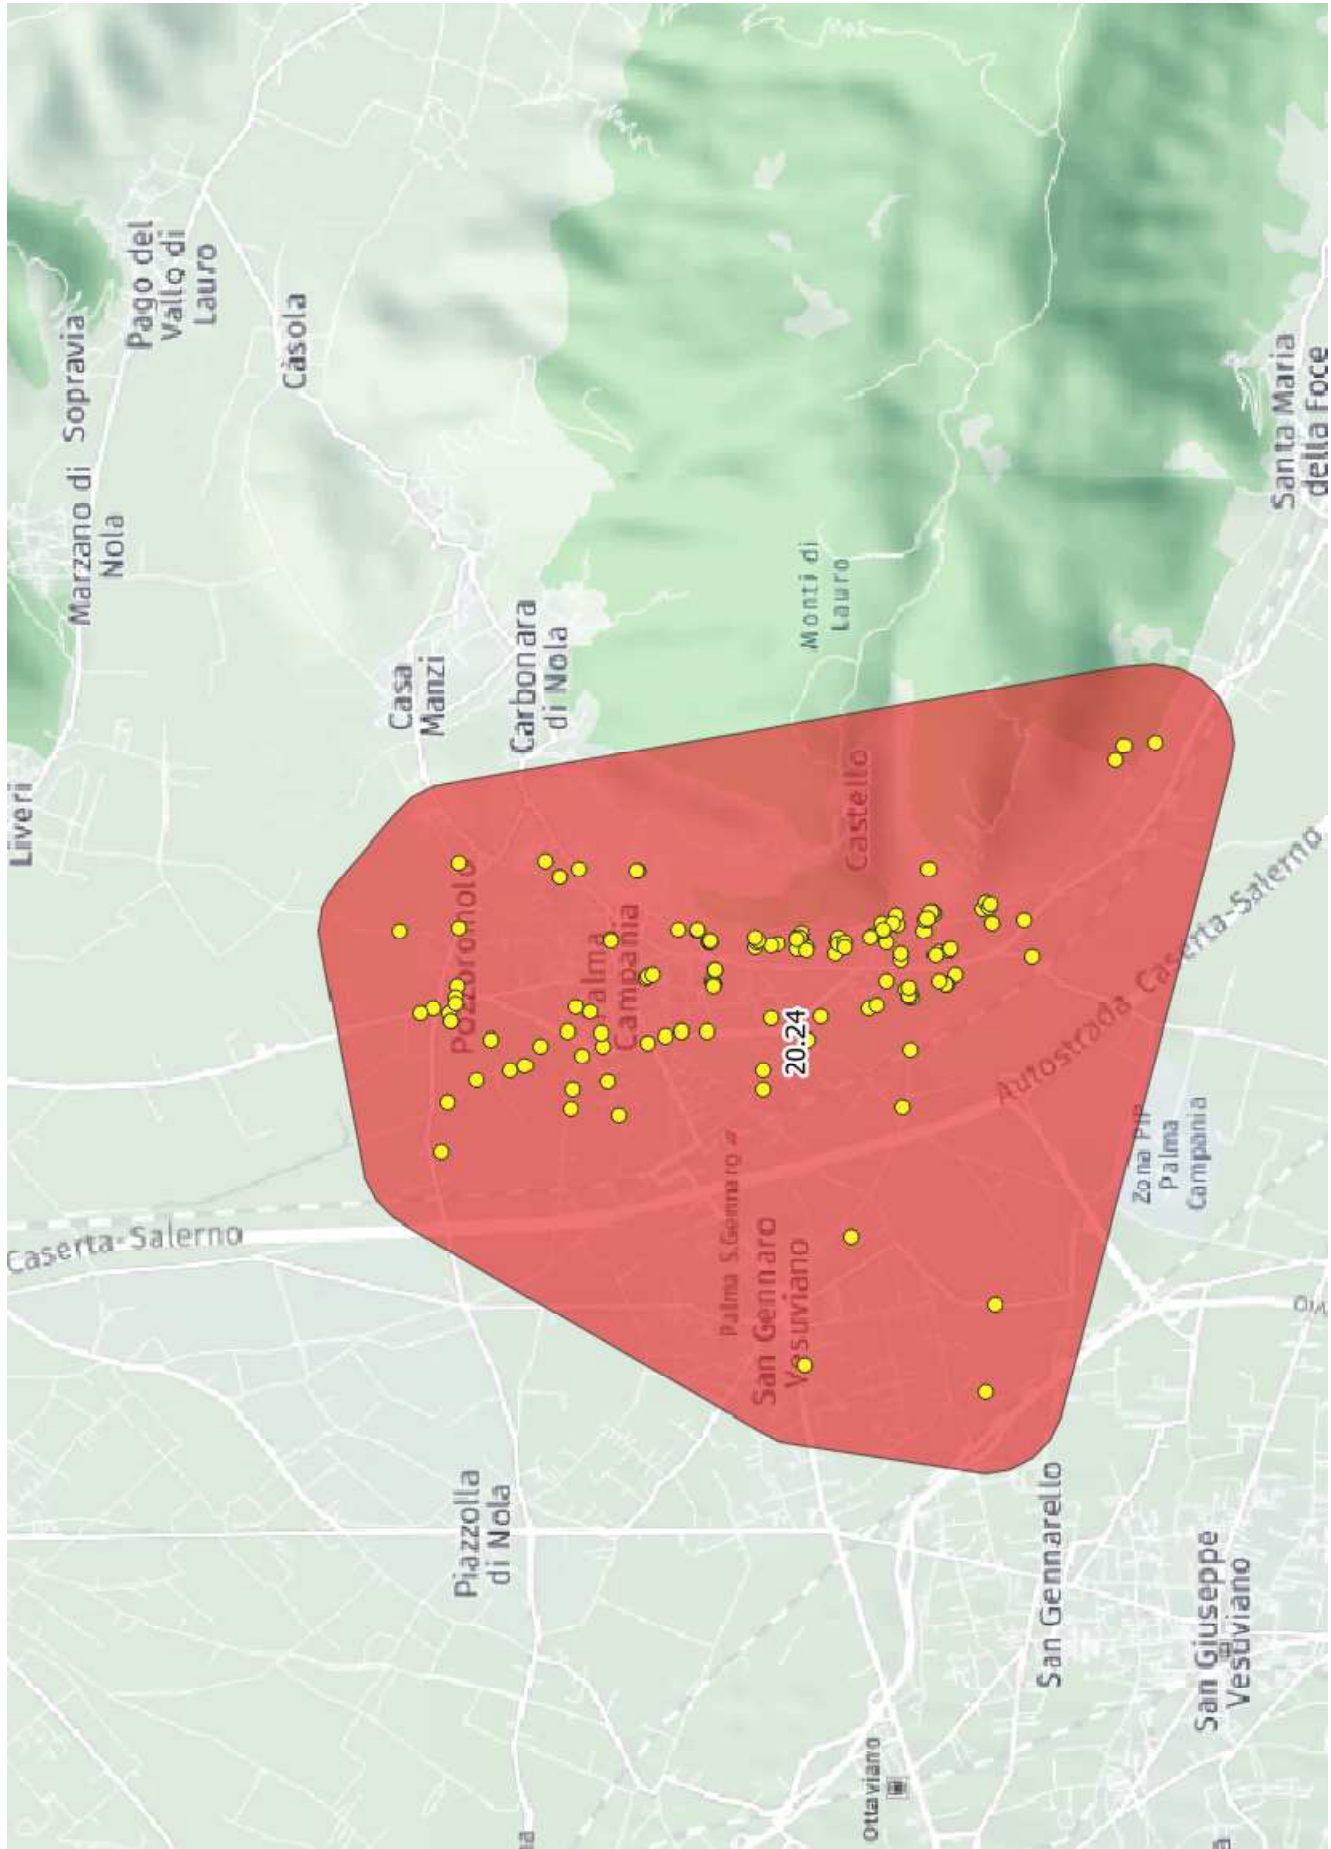 Marzano di
Nola
Sopravia
Pago del
Vallo di
Lauro
Liveri
Càsola
Casa
Manzi
Carbonara
di Nola
Caserta-Salerno
Pozzoromolo
Palma
Campania
Piazzolla
di Nola
Monti di
Lauro
Castello
20.24
Palma S.Gennaro
San Gennaro
Vesuviano
Autostrada Caserta-Salerno
Zona PIP
Palma
Campania
Santa Maria
della Foce
San Gennarello
Ottaviano
San Giuseppe
Vesuviano